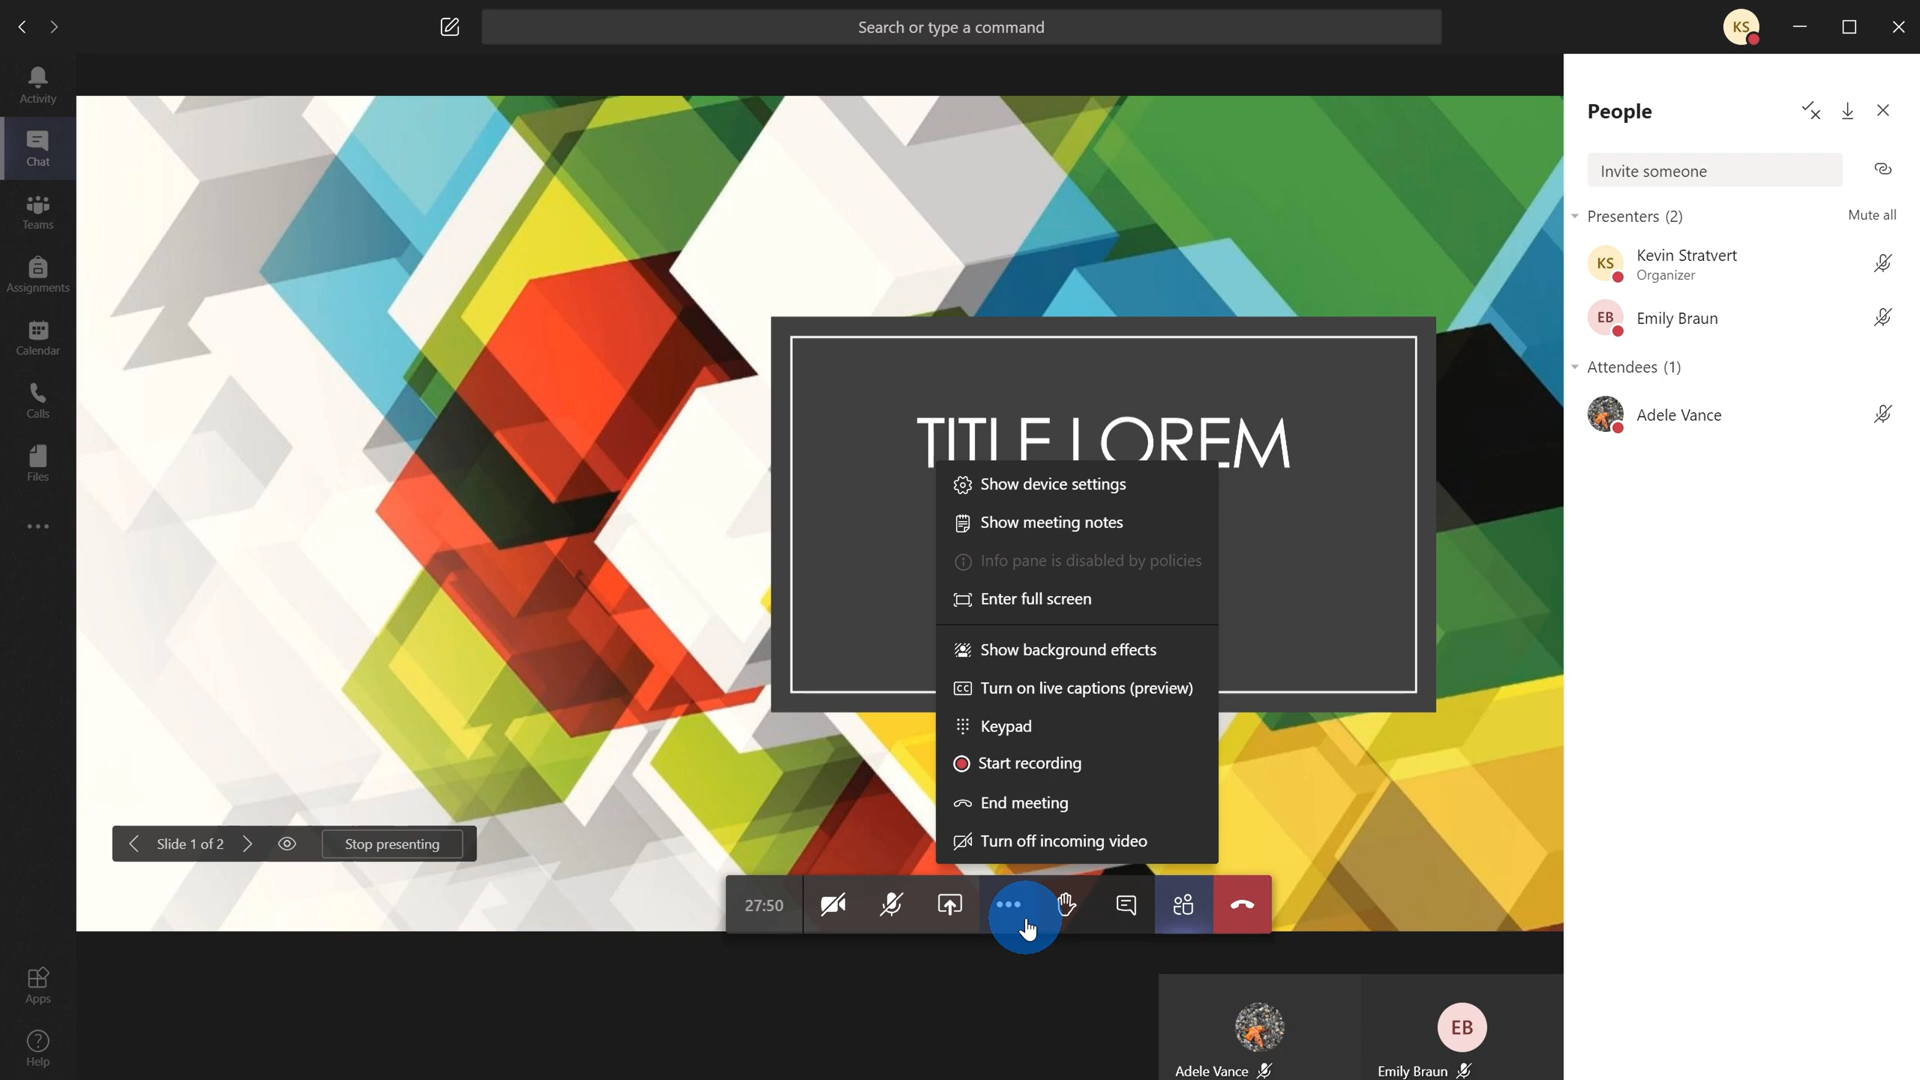 Search or type a command
KS
Activity
Chat
Teams
Assignments
Calendar
Calls
Files
Apps
Help
TITLE LOREM
Show device settings
Show meeting notes
Info pane is disabled by policies
Enter full screen
Show background effects
CC Turn on live captions (preview)
Keypad
Start recording
End meeting
Turn off incoming video
Slide 1 of 2
Stop presenting
27:50
Adele Vance
EB
Emily Braun
People
Invite someone
Presenters (2)
Mute all
KS
Kevin Stratvert
Organizer
EB
Emily Braun
Attendees (1)
Adele Vance